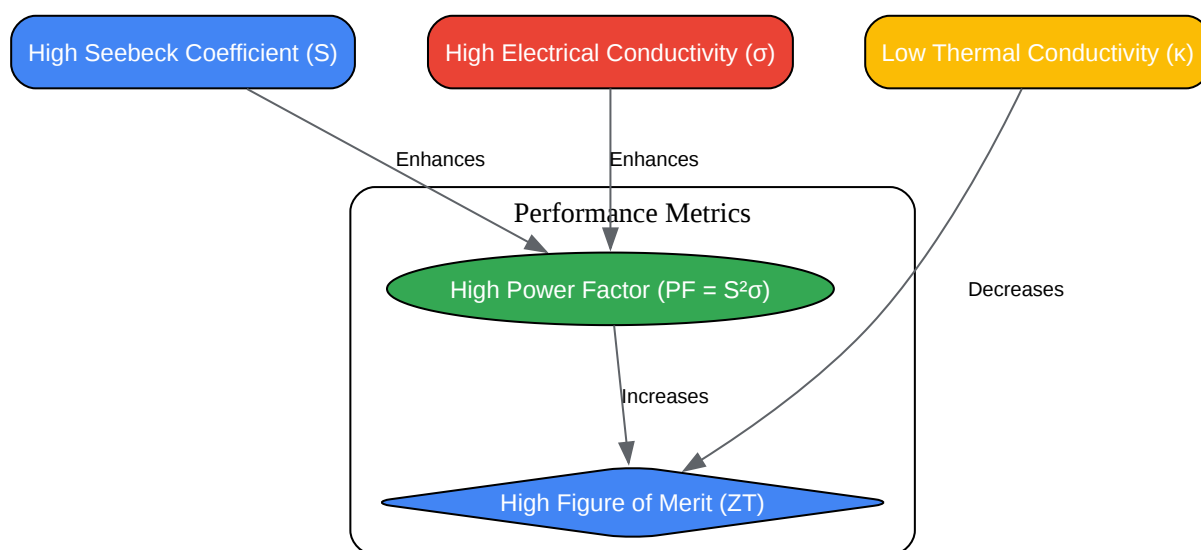 High Seebeck Coefficient (S)
High Electrical Conductivity (σ)
Low Thermal Conductivity (κ)
Enhances
Enhances
Performance Metrics
High Power Factor (PF = S²σ)
Decreases
Increases
High Figure of Merit (ZT)